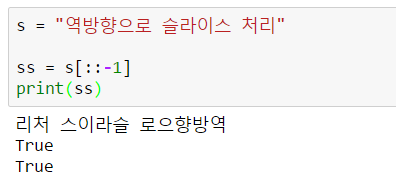 s = "역방향으로 슬라이스 처리"
ss = s[::-1]
print(ss)
리처 스이라슬 로으향방역
True
True